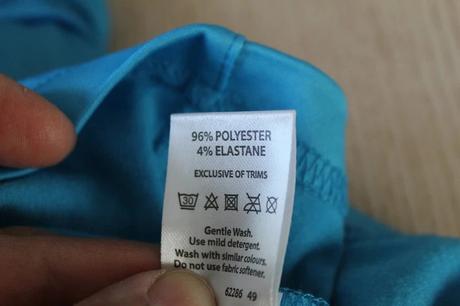 96% POLYESTER
4% ELASTANE
EXCLUSIVE OF TRIMS
30
Gentle Wash.
Use mild detergent.
Wash with similar colours.
Do not use fabric softener.
62286 49